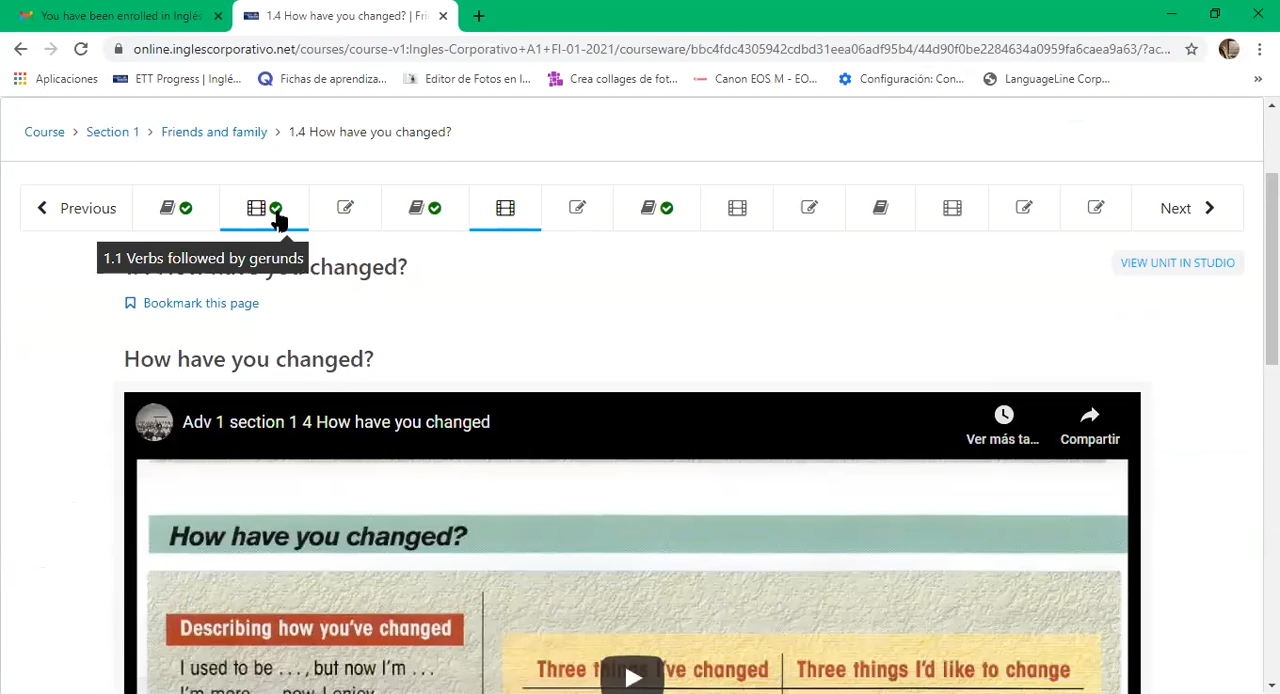 You have been enrolled in Inglés
1.4 How have you changed? | Fri
online.inglescorporativo.net/courses/course-v1:Ingles-Corporativo+A1+FI-01-2021/courseware/bbc4fdc4305942cdbd31eea06adf95b4/44d90f0be2284634a0959fa6caea9a63/?ac...
Aplicaciones
ETT Progress | Inglé...
Fichas de aprendiza...
Editor de Fotos en l...
Crea collages de fot...
Canon EOS M - EO...
Configuración: Con...
LanguageLine Corp...
»
Course > Section 1 > Friends and family > 1.4 How have you changed?
Previous
Next
1.1 Verbs followed by gerunds
changed?
VIEW UNIT IN STUDIO
Bookmark this page
How have you changed?
Adv 1 section 1 4 How have you changed
Ver más ta...
Compartir
How have you changed?
Describing how you've changed
I used to be . . . , but now I'm . . .
I'm more . . . now. I enjoy
Three things I've changed
Three things I'd like to change